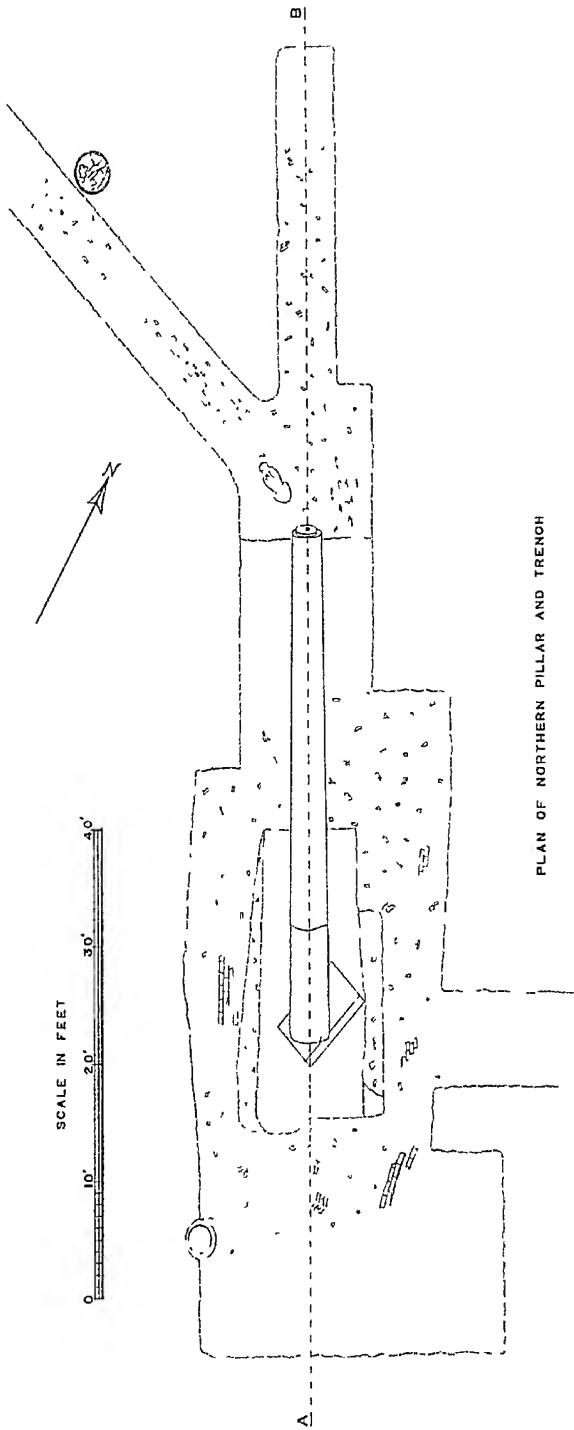 SCALE IN FEET
0 10' 20' 30' 40'
N
A
B
PLAN OF NORTHERN PILLAR AND TRENCH